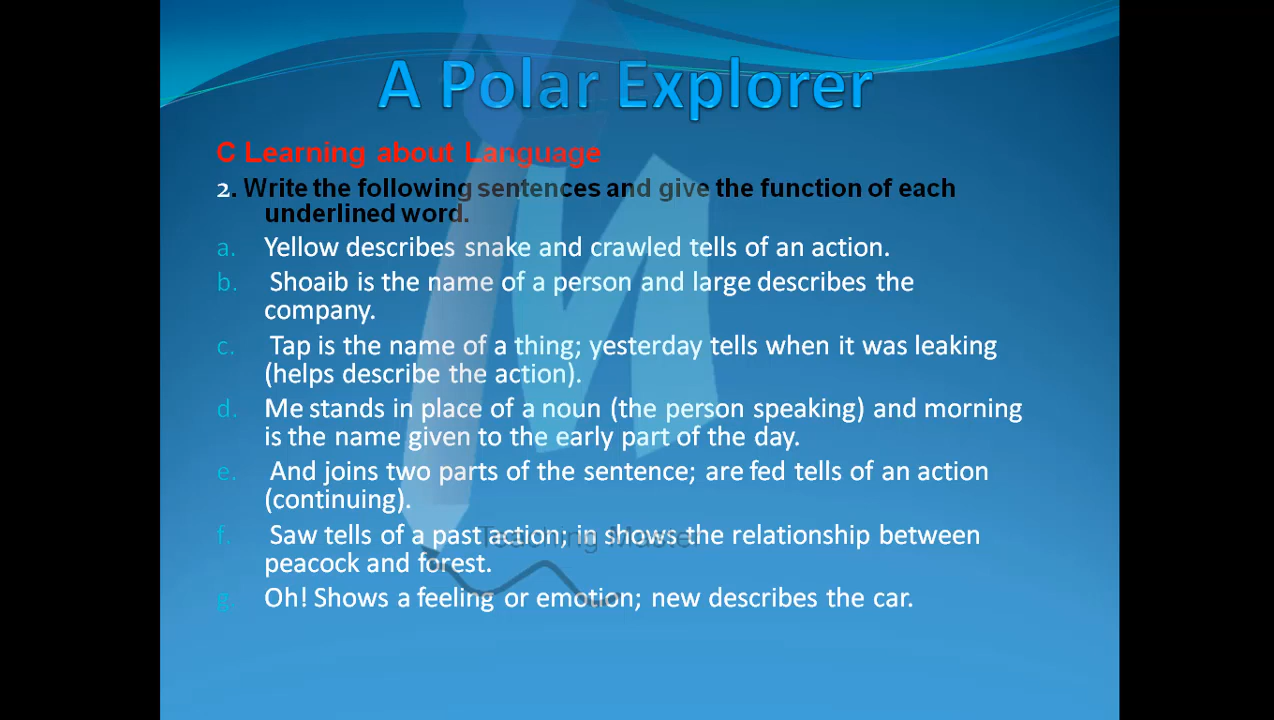 A Polar Explorer
C Learning about Language
2. Write the following sentences and give the function of each
underlined word.
a. Yellow describes snake and crawled tells of an action.
b. Shoaib is the name of a person and large describes the
company.
c. Tap is the name of a thing; yesterday tells when it was leaking
(helps describe the action).
d. Me stands in place of a noun (the person speaking) and morning
is the name given to the early part of the day.
e. And joins two parts of the sentence; are fed tells of an action
(continuing).
f. Saw tells of a past action; in shows the relationship between
peacock and forest.
Teaching Master
g. Oh! Shows a feeling or emotion; new describes the car.